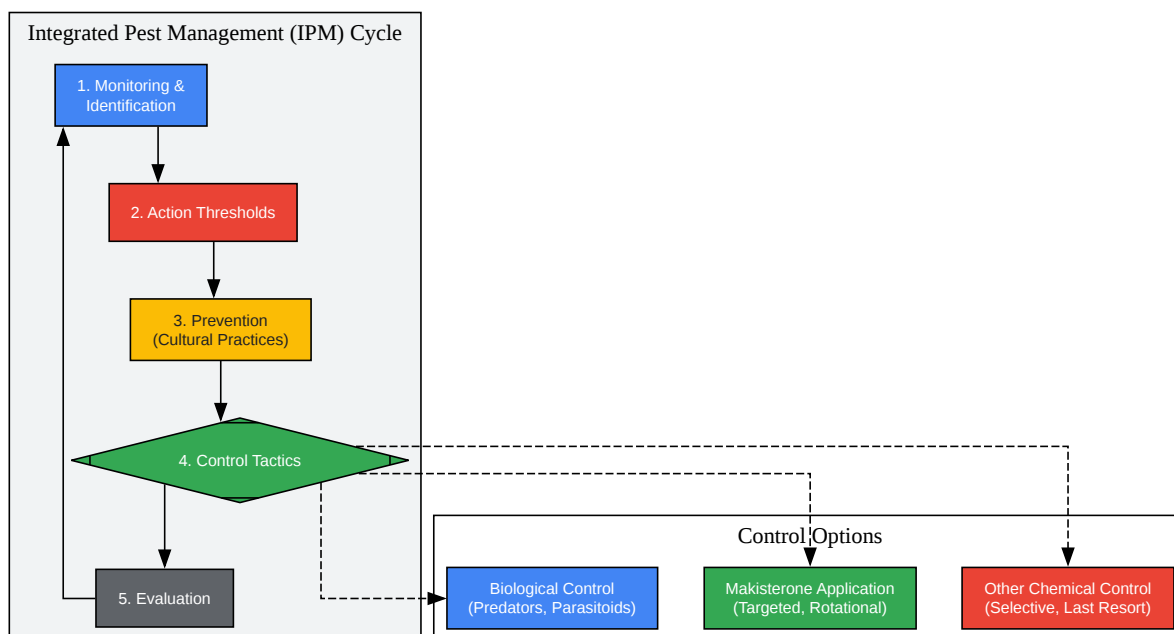 Integrated Pest Management (IPM) Cycle
1. Monitoring &
Identification
2. Action Thresholds
3. Prevention
(Cultural Practices)
4. Control Tactics
5. Evaluation
Control Options
Biological Control
(Predators, Parasitoids)
Makisterone Application
(Targeted, Rotational)
Other Chemical Control
(Selective, Last Resort)